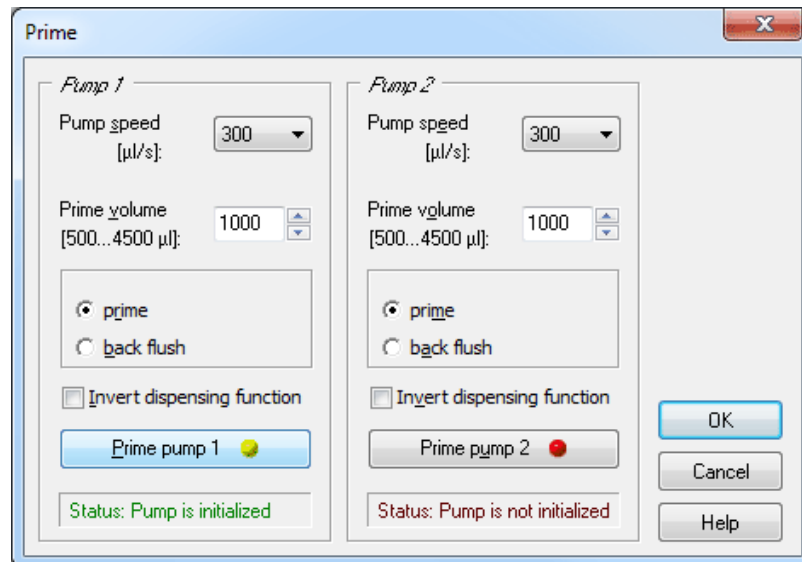 Prime
Pump 1
Pump speed
[µl/s]:
300
Prime volume
[500...4500 µl]:
1000
prime
back flush
Invert dispensing function
Prime pump 1
Status: Pump is initialized
Pump 2
Pump speed
[µl/s]:
300
Prime volume
[500...4500 µl]:
1000
prime
back flush
Invert dispensing function
Prime pump 2
Status: Pump is not initialized
OK
Cancel
Help